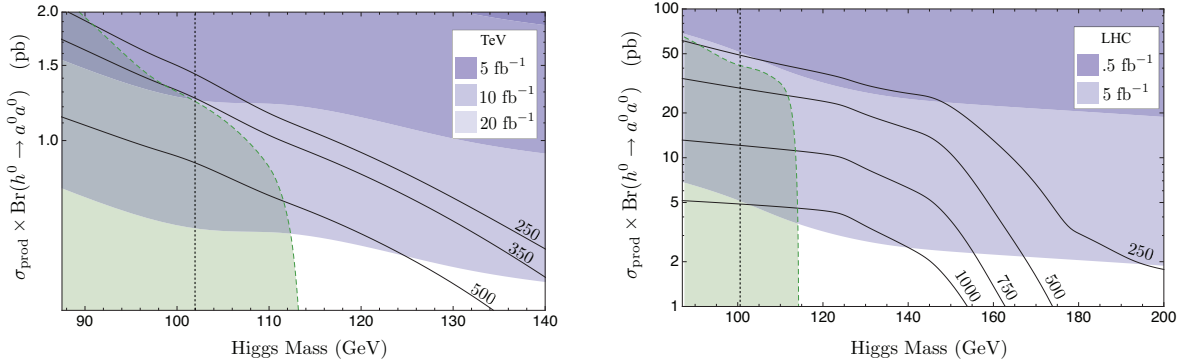 σprod × Br(h⁰ → a⁰a⁰) (pb)
2.0
1.5
1.0
TeV
5 fb⁻¹
10 fb⁻¹
20 fb⁻¹
250
350
500
90 100 110 120 130 140
Higgs Mass (GeV)
σprod × Br(h⁰ → a⁰a⁰) (pb)
100
50
20
10
5
2
1
LHC
.5 fb⁻¹
5 fb⁻¹
250
500
750
1000
100 120 140 160 180 200
Higgs Mass (GeV)